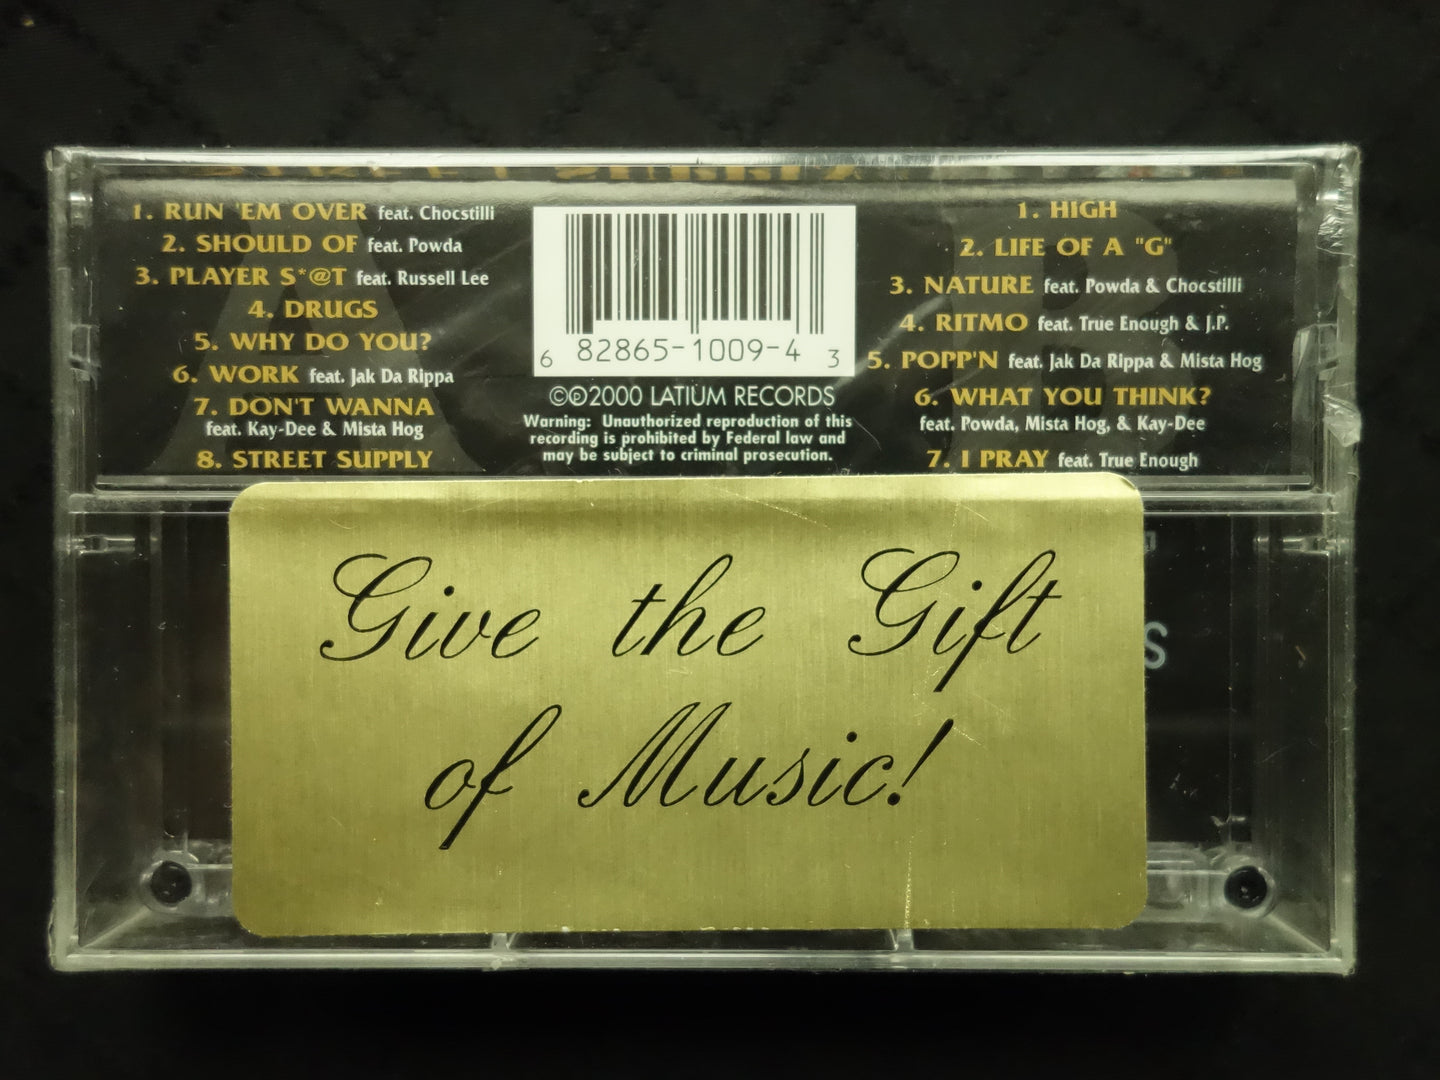 STREET SUPPLY
1. RUN 'EM OVER feat. Chocstilli
2. SHOULD OF feat. Powda
3. PLAYER S*@T feat. Russell Lee
4. DRUGS
5. WHY DO YOU?
6. WORK feat. Jak Da Rippa
7. DON'T WANNA
feat. Kay-Dee & Mista Hog
8. STREET SUPPLY
A
6 82865-1009-4 3
©℗2000 LATIUM RECORDS
Warning: Unauthorized reproduction of this
recording is prohibited by Federal law and
may be subject to criminal prosecution.
1. HIGH
2. LIFE OF A "G"
3. NATURE feat. Powda & Chocstilli
4. RITMO feat. True Enough & J.P.
5. POPP'N feat. Jak Da Rippa & Mista Hog
6. WHAT YOU THINK?
feat. Powda, Mista Hog, & Kay-Dee
7. I PRAY feat. True Enough
B
Give the Gift
of Music!